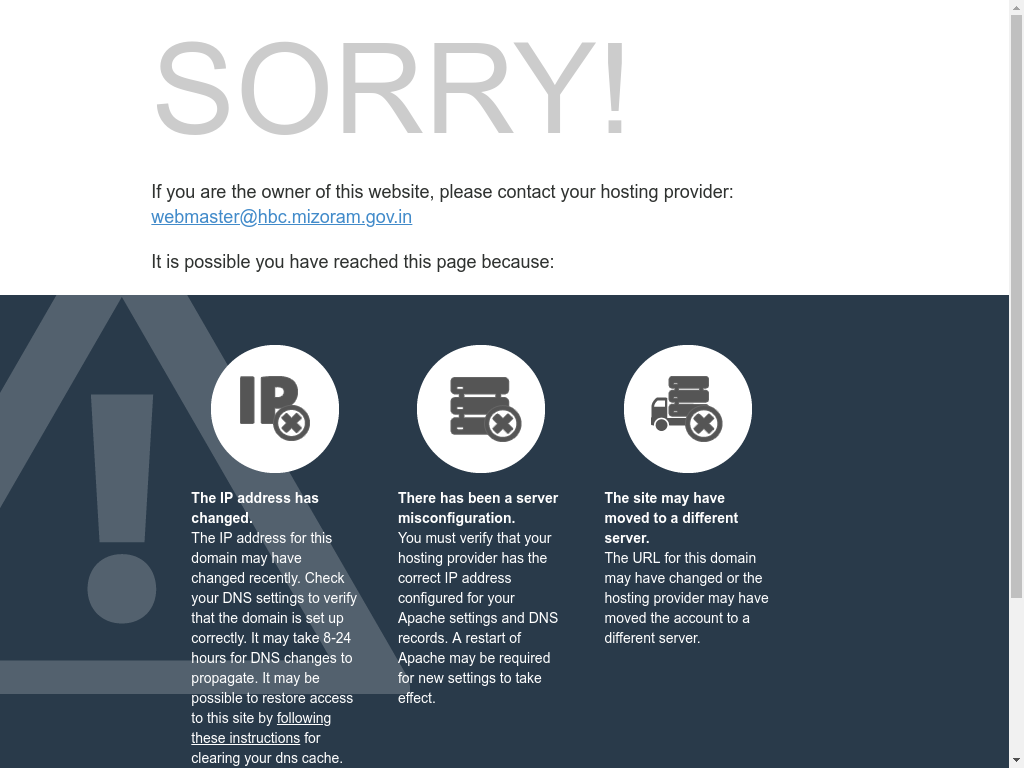 SORRY!
If you are the owner of this website, please contact your hosting provider:
webmaster@hbc.mizoram.gov.in
It is possible you have reached this page because:
IP
The IP address has
changed.
The IP address for this
domain may have
changed recently. Check
your DNS settings to verify
that the domain is set up
correctly. It may take 8-24
hours for DNS changes to
propagate. It may be
possible to restore access
to this site by following
these instructions for
clearing your dns cache.
There has been a server
misconfiguration.
You must verify that your
hosting provider has the
correct IP address
configured for your
Apache settings and DNS
records. A restart of
Apache may be required
for new settings to take
effect.
The site may have
moved to a different
server.
The URL for this domain
may have changed or the
hosting provider may have
moved the account to a
different server.